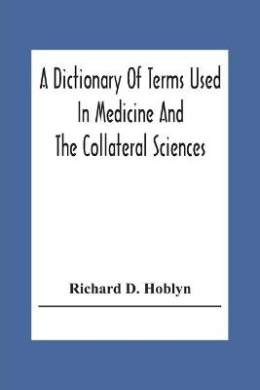 A Dictionary Of Terms Used
In Medicine And
The Collateral Sciences
Richard D. Hoblyn